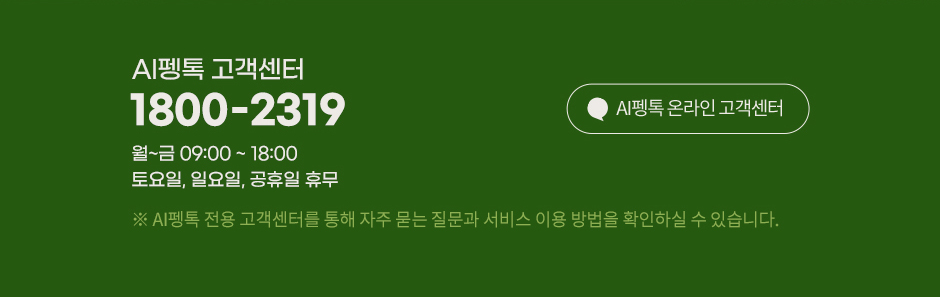 AI펭톡 고객센터
1800-2319
월~금 09:00 ~ 18:00
토요일, 일요일, 공휴일 휴무
AI펭톡 온라인 고객센터
※ AI펭톡 전용 고객센터를 통해 자주 묻는 질문과 서비스 이용 방법을 확인하실 수 있습니다.